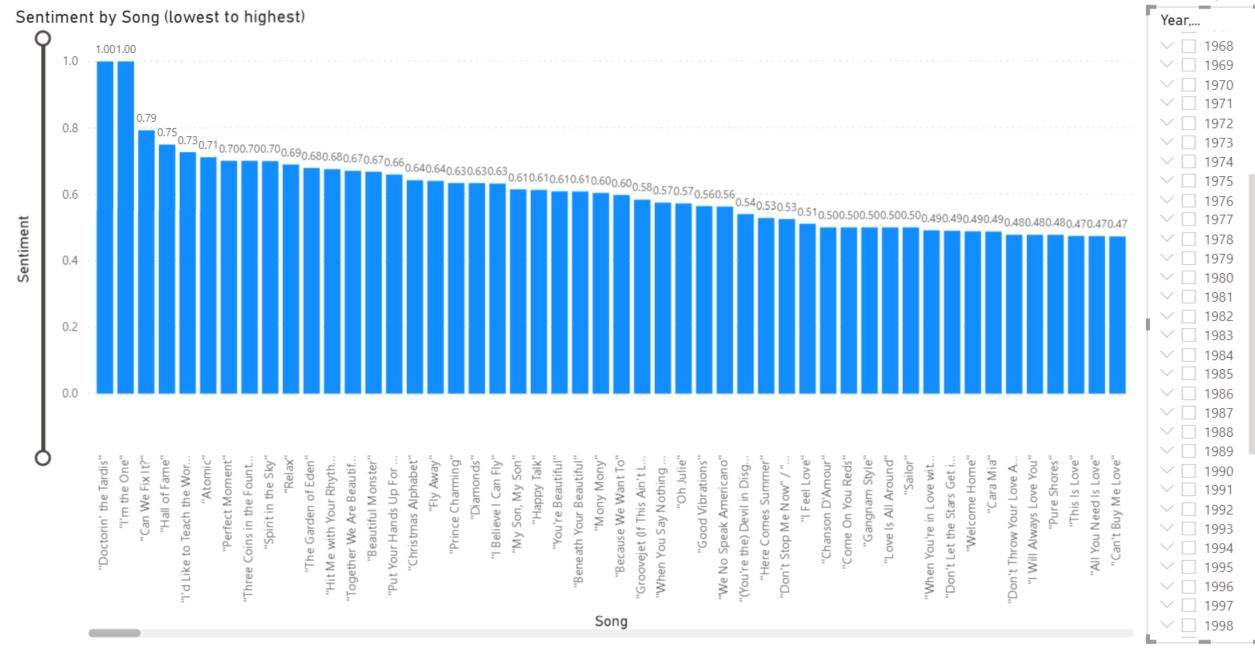 Sentiment by Song (lowest to highest)
Year,...
1.00 1.00 0.79 0.75 0.73 0.71 0.70 0.70 0.70 0.69 0.68 0.68 0.67 0.67 0.66 0.64 0.64 0.63 0.63 0.63 0.61 0.61 0.61 0.61 0.60 0.60 0.58 0.57 0.57 0.56 0.56 0.54 0.53 0.53 0.51 0.50 0.50 0.50 0.50 0.50 0.49 0.49 0.49 0.49 0.48 0.48 0.48 0.47 0.47 0.47
1.0
0.8
0.6
0.4
0.2
0.0
Sentiment
"Doctorin' the Tardis"
"I'm the One"
"Can We Fix It?"
"Hall of Fame"
"I'd Like to Teach the Wor...
"Atomic"
"Perfect Moment"
"Three Coins in the Fount...
"Spirit in the Sky"
"Relax"
"The Garden of Eden"
"Hit Me with Your Rhyth...
"Together We Are Beautif...
"Beautiful Monster"
"Put Your Hands Up For ...
"Christmas Alphabet"
"Fly Away"
"Prince Charming"
"Diamonds"
"I Believe I Can Fly"
"My Son, My Son"
"Happy Talk"
"You're Beautiful"
"Beneath Your Beautiful"
"Mony Mony"
"Because We Want To"
"Groovejet (If This Ain't L...
"When You Say Nothing ...
"Oh Julie"
"Good Vibrations"
"We No Speak Americano"
"(You're the) Devil in Disg...
"Here Comes Summer"
"Don't Stop Me Now" / "...
"I Feel Love"
"Chanson D'Amour"
"Come On You Reds"
"Gangnam Style"
"Love Is All Around"
"Sailor"
"When You're in Love wit...
"Don't Let the Stars Get i...
"Welcome Home"
"Cara Mia"
"Don't Throw Your Love A...
"I Will Always Love You"
"Pure Shores"
"This Is Love"
"All You Need Is Love"
"Can't Buy Me Love"
Song
1968
1969
1970
1971
1972
1973
1974
1975
1976
1977
1978
1979
1980
1981
1982
1983
1984
1985
1986
1987
1988
1989
1990
1991
1992
1993
1994
1995
1996
1997
1998